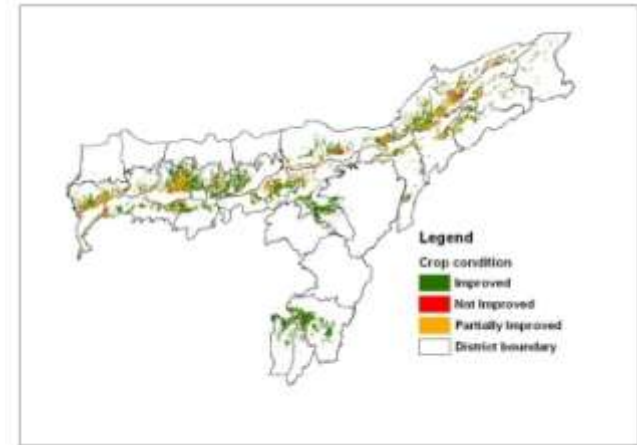 Legend
Crop condition
Improved
Not Improved
Partially Improved
District boundary